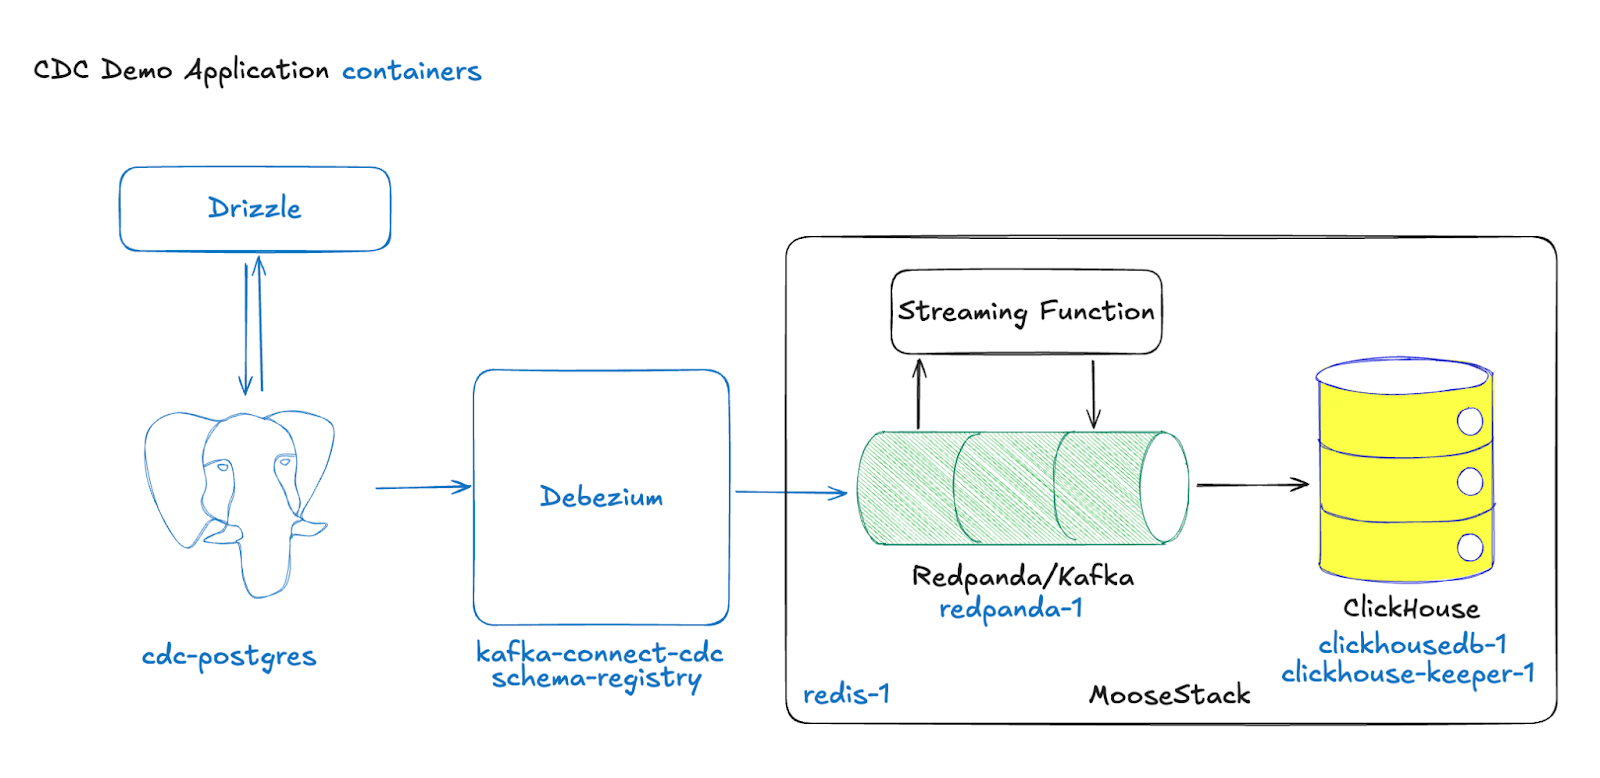 CDC Demo Application containers
Drizzle
Streaming Function
Debezium
Redpanda/Kafka
redpanda-1
ClickHouse
clickhousedb-1
clickhouse-keeper-1
cdc-postgres
kafka-connect-cdc
schema-registry
redis-1
MooseStack